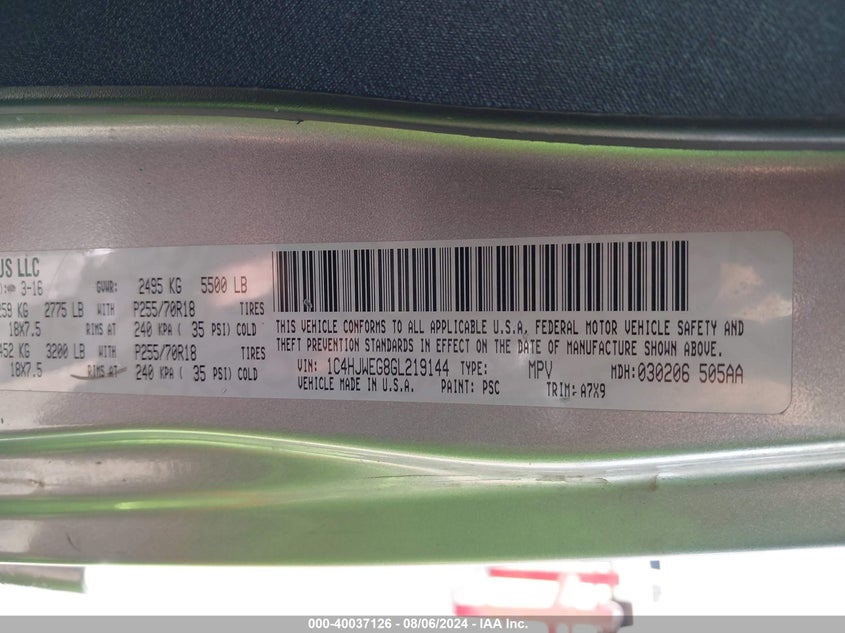 US LLC
3-16 GVWR: 2495 KG 5500 LB
259 KG 2775 LB WITH P255/70R18 TIRES
18X7.5 RIMS AT 240 KPA ( 35 PSI) COLD
452 KG 3200 LB WITH P255/70R18 TIRES
18X7.5 RIMS AT 240 KPA ( 35 PSI) COLD
THIS VEHICLE CONFORMS TO ALL APPLICABLE U.S.A. FEDERAL MOTOR VEHICLE SAFETY AND
THEFT PREVENTION STANDARDS IN EFFECT ON THE DATE OF MANUFACTURE SHOWN ABOVE.
VIN: 1C4HJWEG8GL219144 TYPE: MPV MDH: 030206 505AA
VEHICLE MADE IN U.S.A. PAINT: PSC TRIM: A7X9
000-40037126 - 08/06/2024 - IAA Inc.